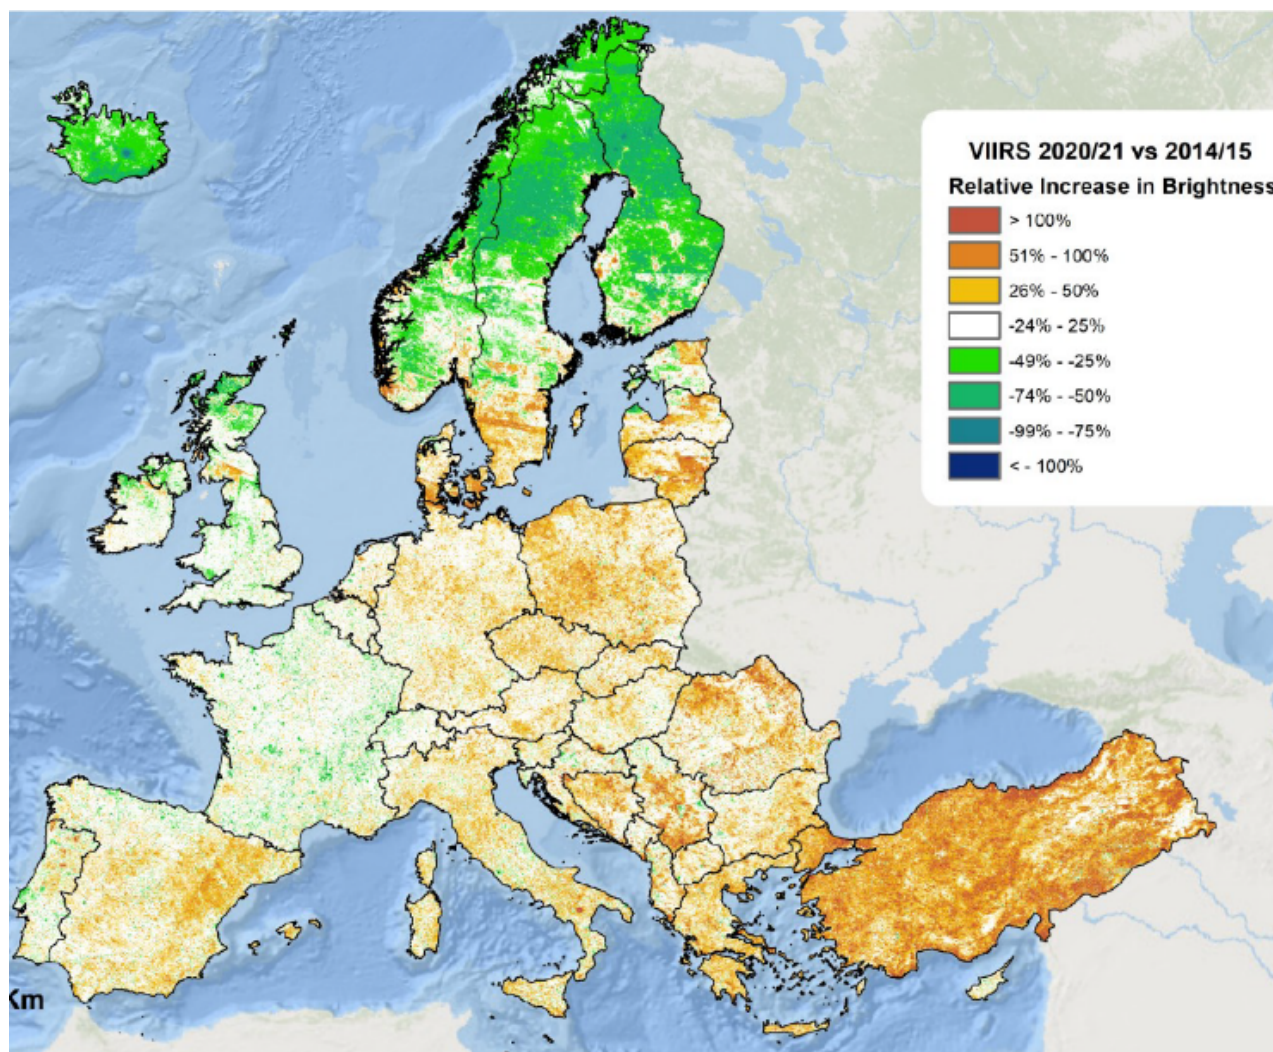 VIIRS 2020/21 vs 2014/15
Relative Increase in Brightness
> 100%
51% - 100%
26% - 50%
-24% - 25%
-49% - -25%
-74% - -50%
-99% - -75%
< - 100%
Km